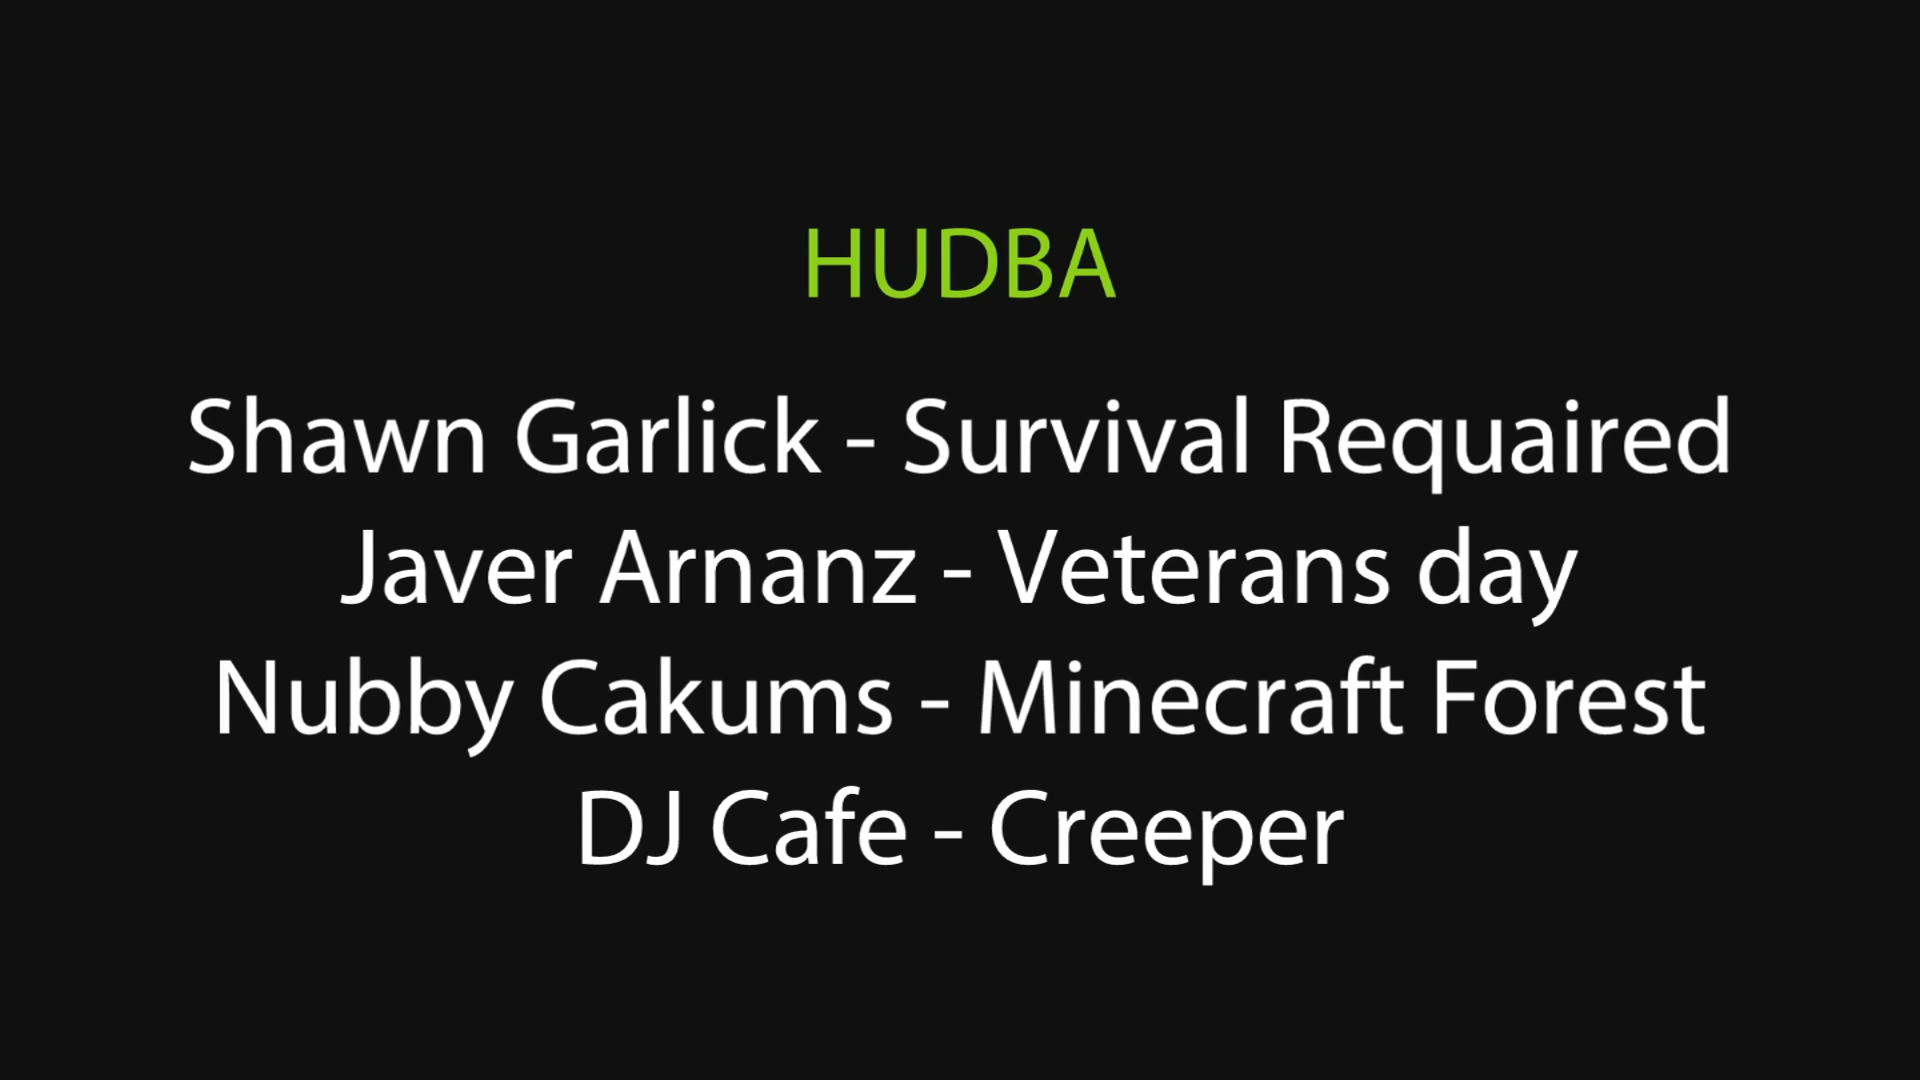 HUDBA
Shawn Garlick - Survival Requaired
Javer Arnanz - Veterans day
Nubby Cakums - Minecraft Forest
DJ Cafe - Creeper